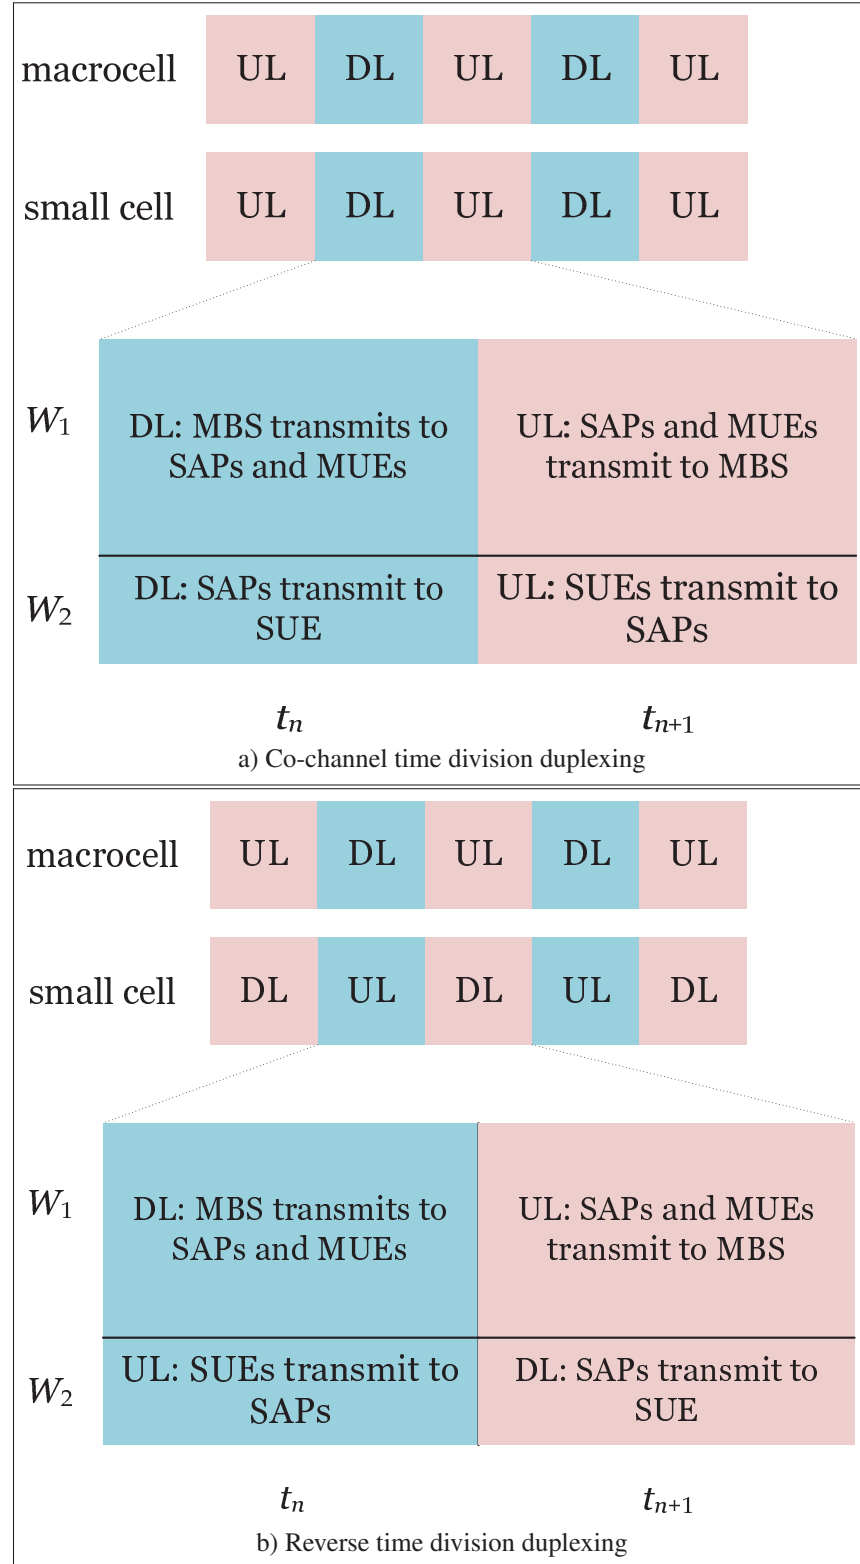 macrocell UL DL UL DL UL
small cell UL DL UL DL UL
W1
DL: MBS transmits to
SAPs and MUEs
UL: SAPs and MUEs
transmit to MBS
W2
DL: SAPs transmit to
SUE
UL: SUEs transmit to
SAPs
tn tn+1
a) Co-channel time division duplexing
macrocell UL DL UL DL UL
small cell DL UL DL UL DL
W1
DL: MBS transmits to
SAPs and MUEs
UL: SAPs and MUEs
transmit to MBS
W2
UL: SUEs transmit to
SAPs
DL: SAPs transmit to
SUE
tn tn+1
b) Reverse time division duplexing